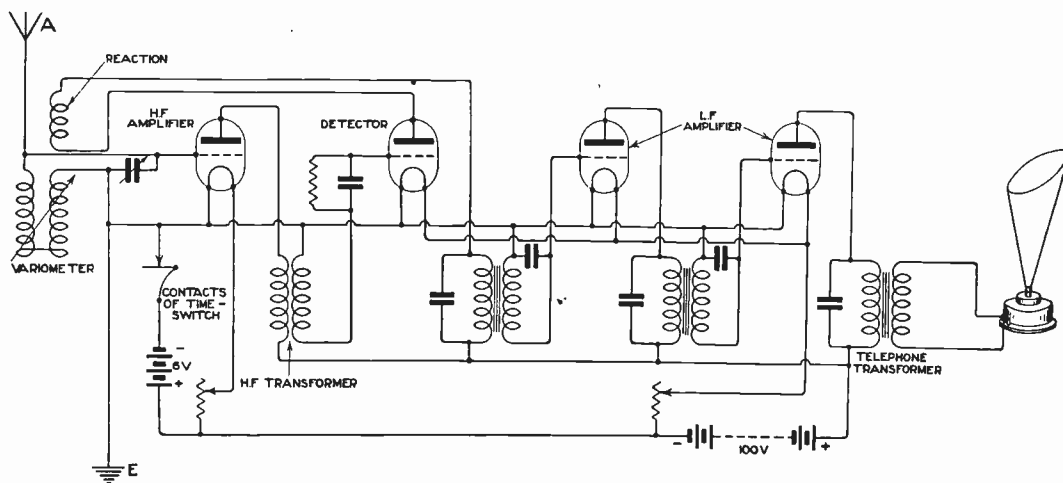 A
REACTION
H.F
AMPLIFIER
DETECTOR
L.F
AMPLIFIER
VARIOMETER
CONTACTS
OF TIME-
SWITCH
-
6V
+
H.F TRANSFORMER
TELEPHONE
TRANSFORMER
- 100V +
E